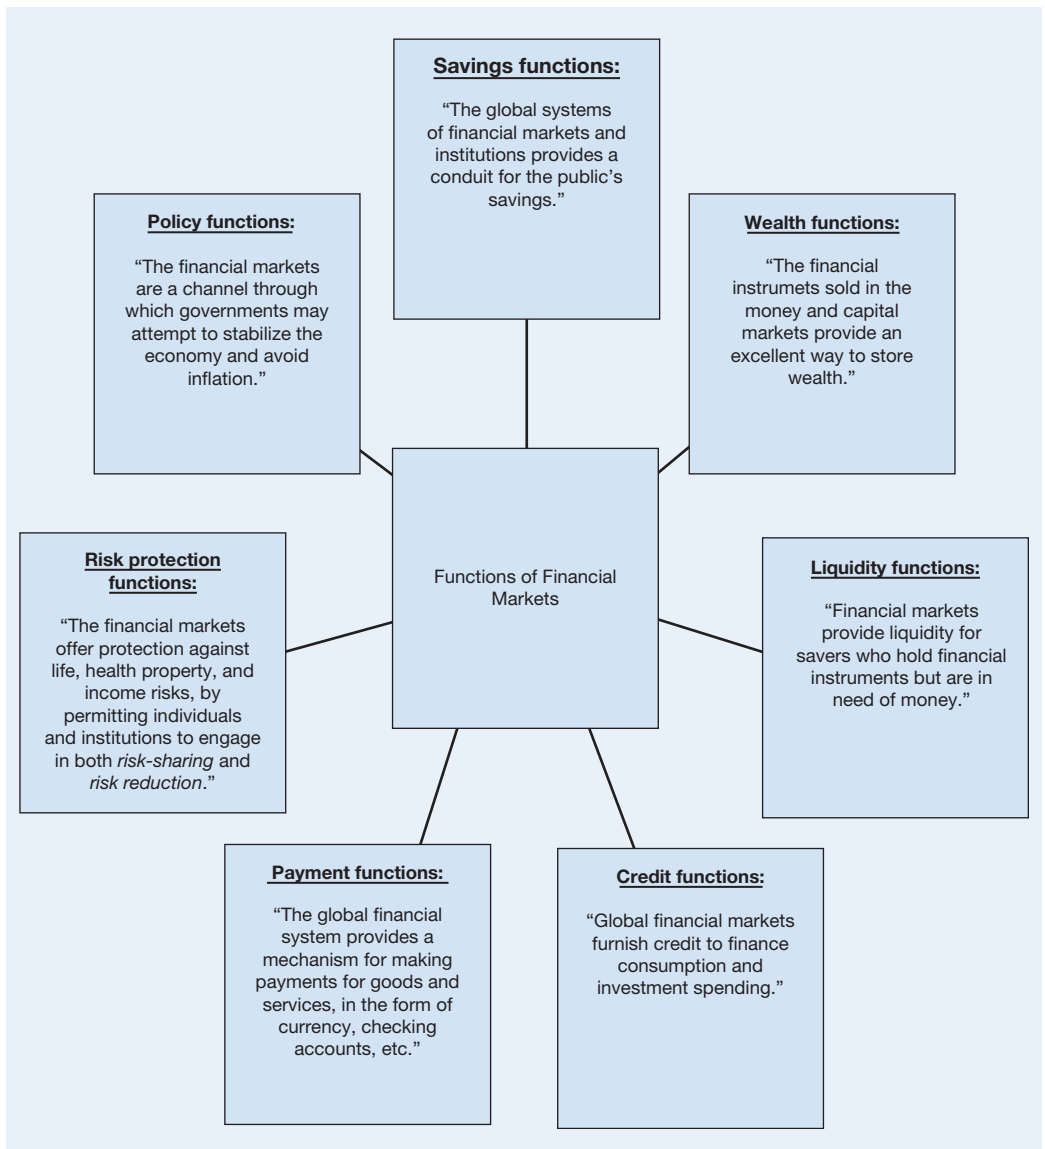 Savings functions:
“The global systems
of financial markets and
institutions provides a
conduit for the public’s
savings.”
Policy functions:
“The financial markets
are a channel through
which governments may
attempt to stabilize the
economy and avoid
inflation.”
Wealth functions:
“The financial
instrumets sold in the
money and capital
markets provide an
excellent way to store
wealth.”
Functions of Financial
Markets
Risk protection
functions:
“The financial markets
offer protection against
life, health property, and
income risks, by
permitting individuals
and institutions to engage
in both risk-sharing and
risk reduction.”
Liquidity functions:
“Financial markets
provide liquidity for
savers who hold financial
instruments but are in
need of money.”
Payment functions:
“The global financial
system provides a
mechanism for making
payments for goods and
services, in the form of
currency, checking
accounts, etc.”
Credit functions:
“Global financial markets
furnish credit to finance
consumption and
investment spending.”